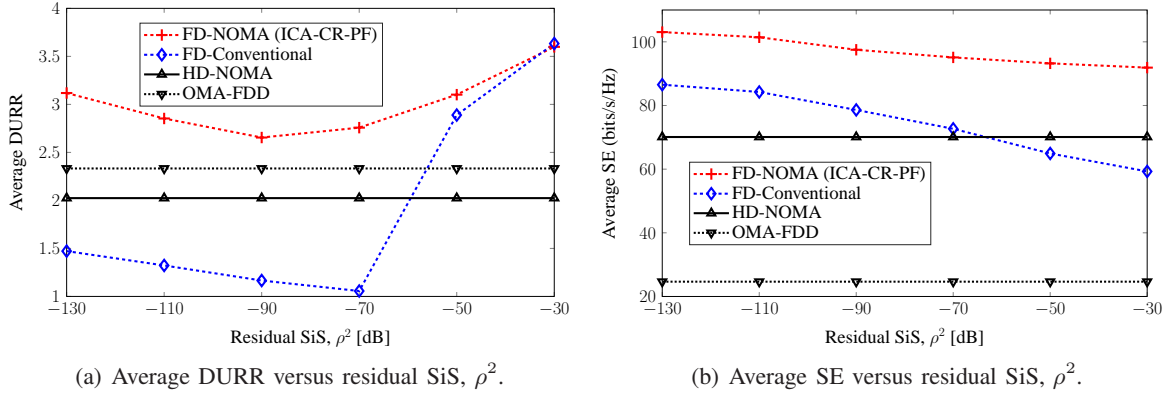 4
3.5
3
2.5
2
1.5
1
Average DURR
FD-NOMA (ICA-CR-PF)
FD-Conventional
HD-NOMA
OMA-FDD
−130 −110 −90 −70 −50 −30
Residual SiS, ρ² [dB]
(a) Average DURR versus residual SiS, ρ².
100
80
60
40
20
Average SE (bits/s/Hz)
FD-NOMA (ICA-CR-PF)
FD-Conventional
HD-NOMA
OMA-FDD
−130 −110 −90 −70 −50 −30
Residual SiS, ρ² [dB]
(b) Average SE versus residual SiS, ρ².